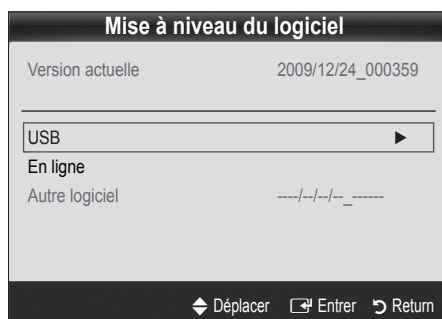 Mise à niveau du logiciel
Version actuelle 2009/12/24_000359
USB ►
En ligne
Autre logiciel ----/--/--/--_------
Déplacer Entrer Return